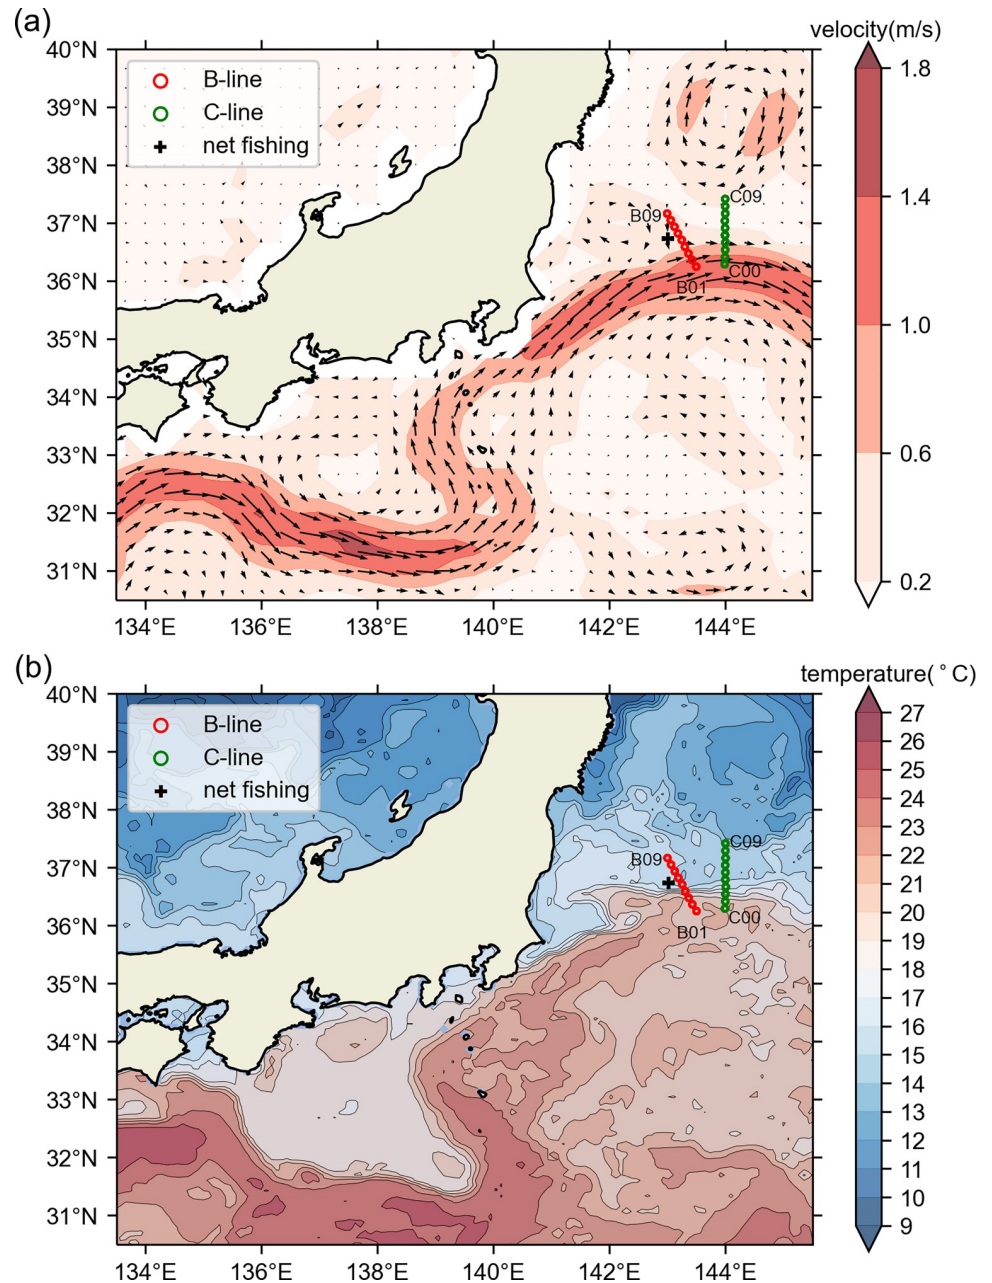 (a)
velocity(m/s)
40°N
39°N
38°N
37°N
36°N
35°N
34°N
33°N
32°N
31°N
B-line
C-line
net fishing
B09
C09
B01
C00
134°E
136°E
138°E
140°E
142°E
144°E
1.8
1.4
1.0
0.6
0.2
(b)
temperature(°C)
40°N
39°N
38°N
37°N
36°N
35°N
34°N
33°N
32°N
31°N
B-line
C-line
net fishing
B09
C09
B01
C00
134°E
136°E
138°E
140°E
142°E
144°E
27
26
25
24
23
22
21
20
19
18
17
16
15
14
13
12
11
10
9